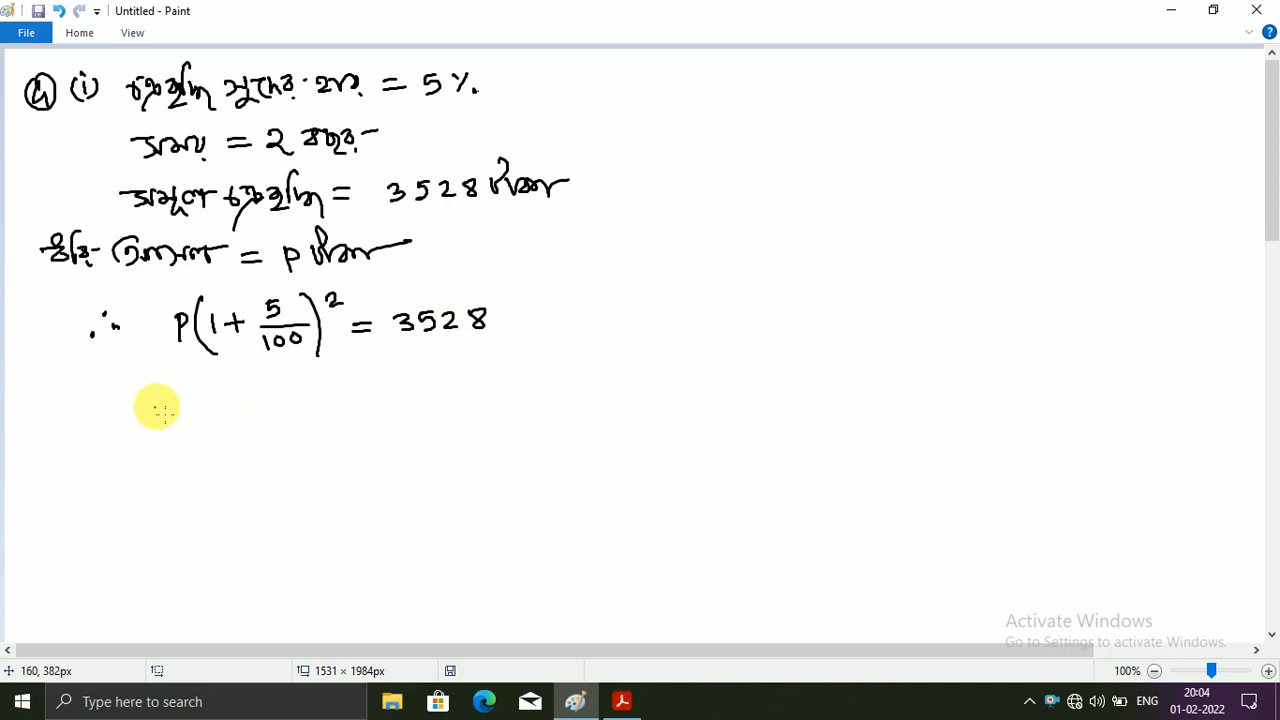 Untitled - Paint
File Home View
④ (i) চক্রবৃদ্ধি সুদের হার = 5 %.
সময় = 2 বছর
সমূল চক্রবৃদ্ধি = 3528 টাকা
ধরি আসল = P টাকা
∴ P(1 + 5/100)² = 3528
Activate Windows
Go to Settings to activate Windows.
160, 382px 1531 × 1984px 100%
Type here to search ENG 20:04
01-02-2022